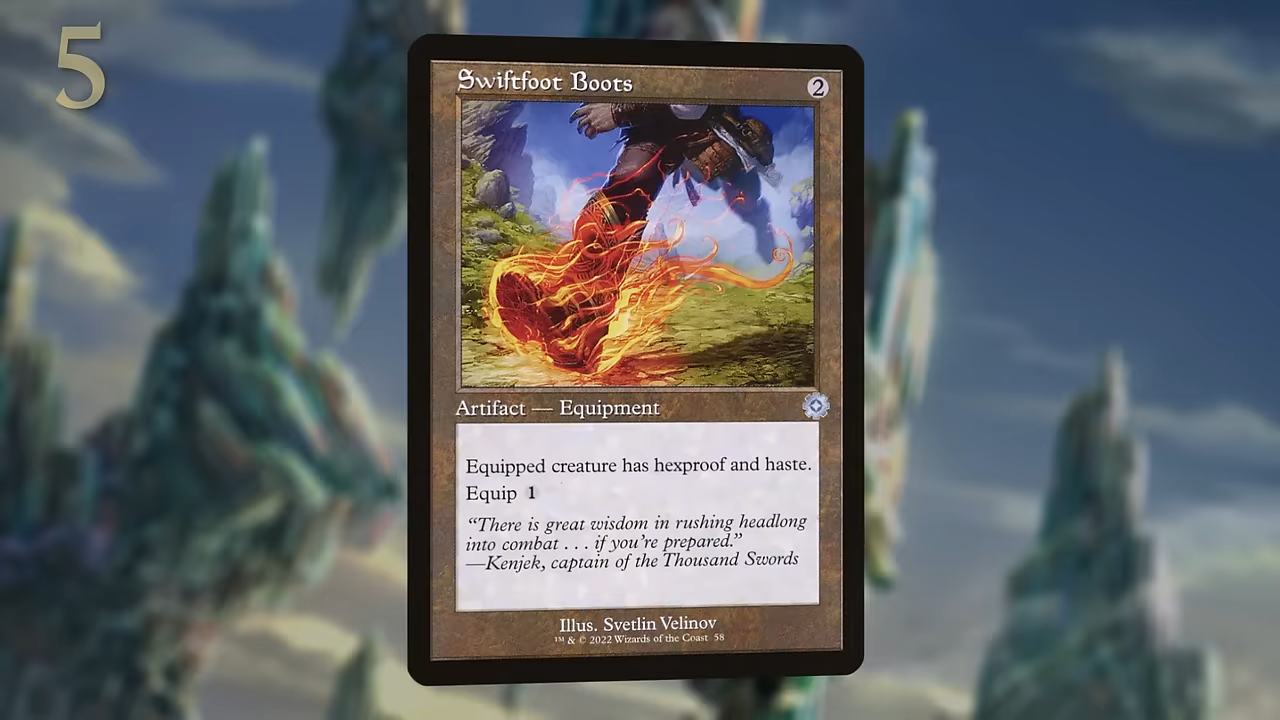 5
Swiftfoot Boots 2
Artifact — Equipment
Equipped creature has hexproof and haste.
Equip 1
“There is great wisdom in rushing headlong
into combat . . . if you’re prepared.”
—Kenjek, captain of the Thousand Swords
Illus. Svetlin Velinov
™ & © 2022 Wizards of the Coast 58